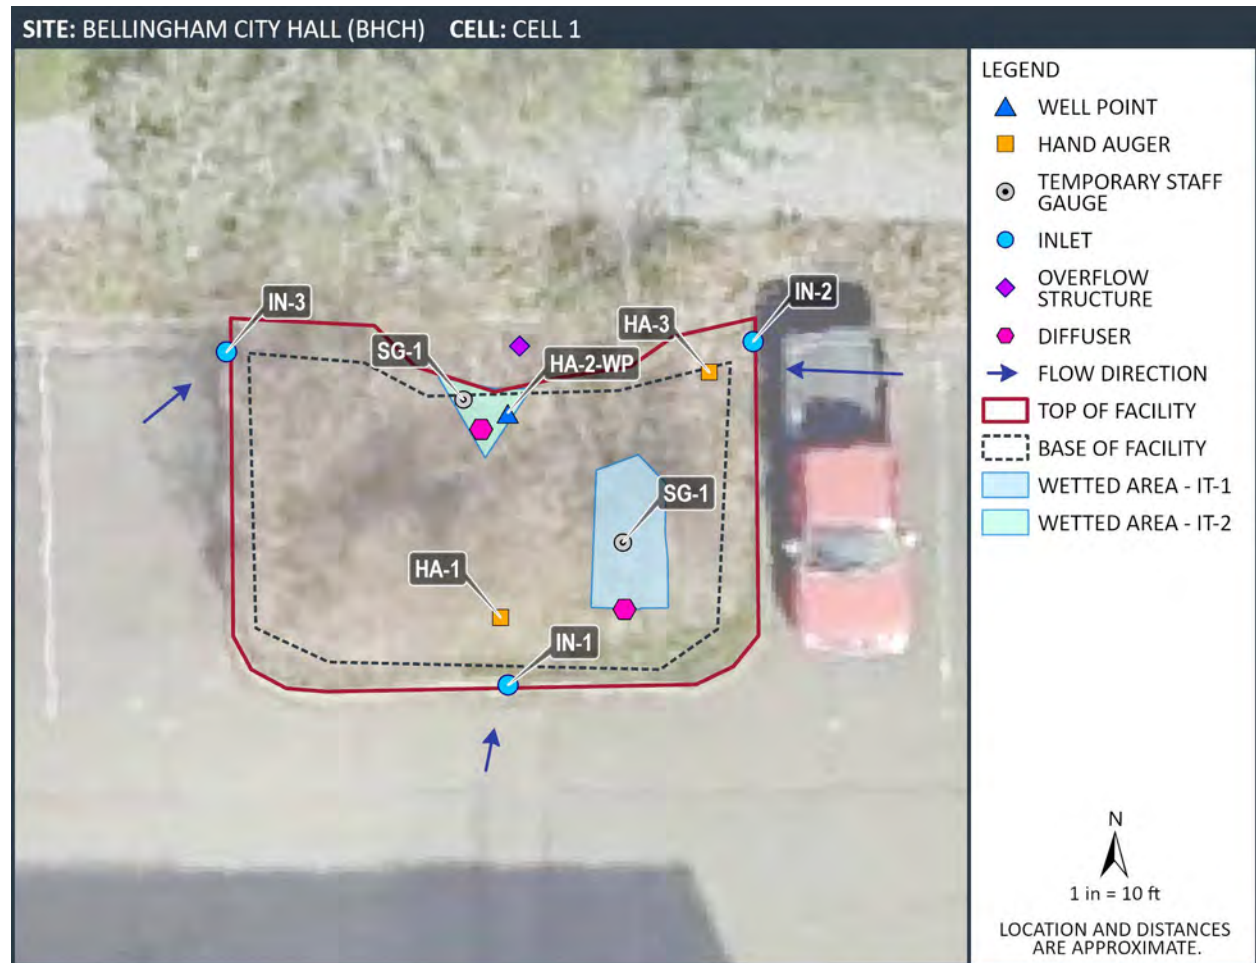 SITE: BELLINGHAM CITY HALL (BHCH) CELL: CELL 1
LEGEND
WELL POINT
HAND AUGER
TEMPORARY STAFF
GAUGE
INLET
OVERFLOW
STRUCTURE
DIFFUSER
FLOW DIRECTION
TOP OF FACILITY
BASE OF FACILITY
WETTED AREA - IT-1
WETTED AREA - IT-2
IN-3
IN-2
HA-3
SG-1
HA-2-WP
SG-1
HA-1
IN-1
N
1 in = 10 ft
LOCATION AND DISTANCES
ARE APPROXIMATE.